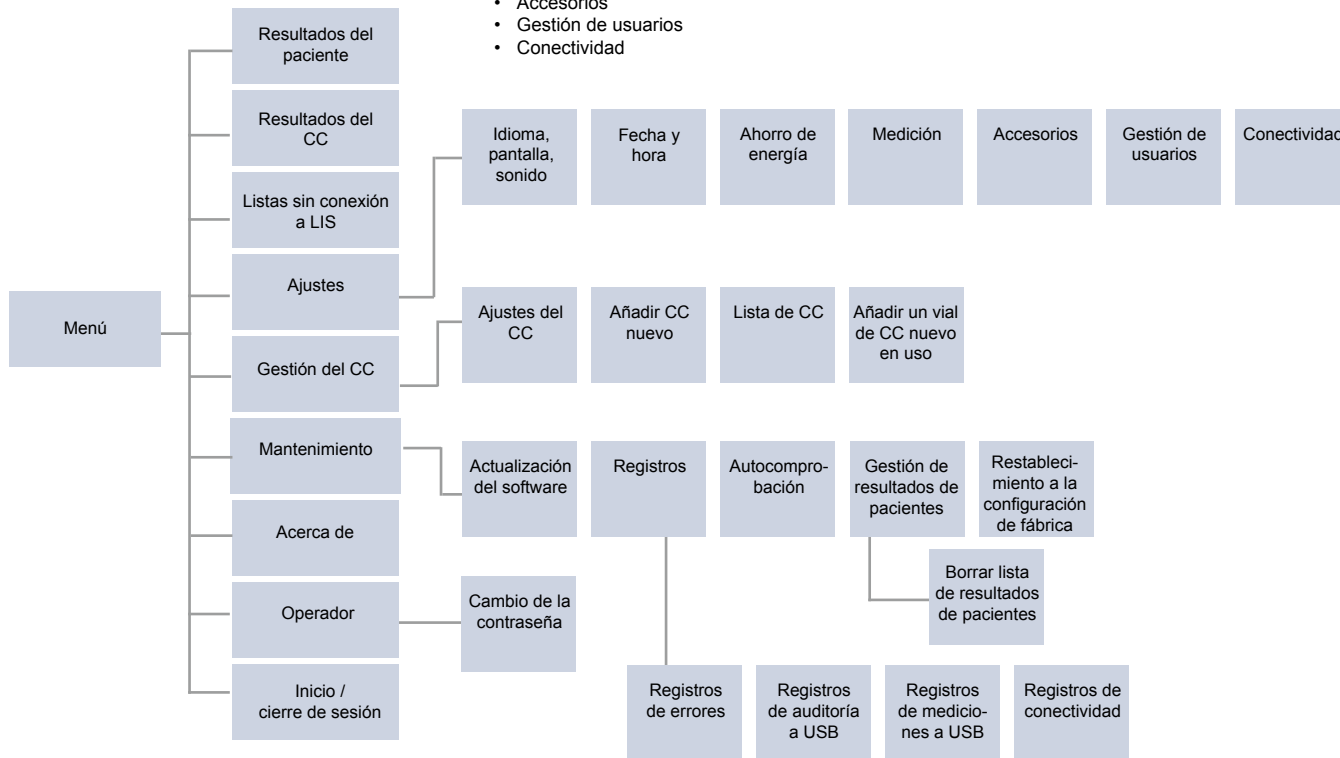 • Accesorios
• Gestión de usuarios
• Conectividad
Resultados del
paciente
Resultados del
CC
Idioma,
pantalla,
sonido
Fecha y
hora
Ahorro de
energía
Medición
Accesorios
Gestión de
usuarios
Conectividad
Listas sin conexión
a LIS
Ajustes
Menú
Gestión del CC
Ajustes del
CC
Añadir CC
nuevo
Lista de CC
Añadir un vial
de CC nuevo
en uso
Mantenimiento
Actualización
del software
Registros
Autocompro-
bación
Gestión de
resultados de
pacientes
Restableci-
miento a la
configuración
de fábrica
Acerca de
Borrar lista
de resultados
de pacientes
Operador
Cambio de la
contraseña
Inicio /
cierre de sesión
Registros
de errores
Registros
de auditoría
a USB
Registros
de medicio-
nes a USB
Registros de
conectividad